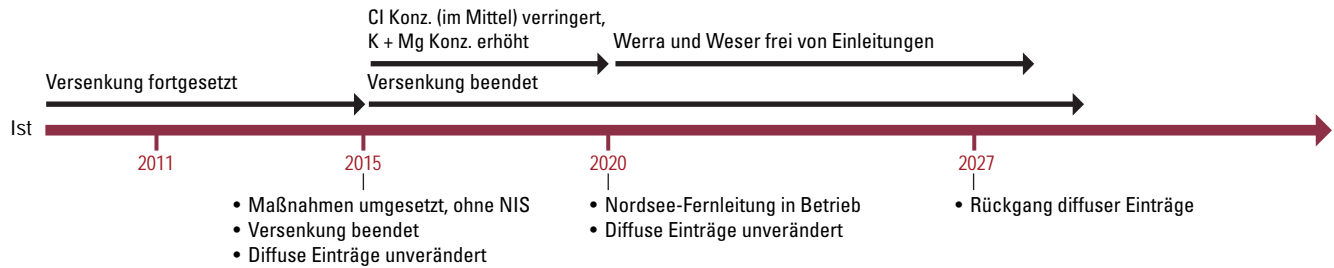 Cl Konz. (im Mittel) verringert,
K + Mg Konz. erhöht
Werra und Weser frei von Einleitungen
Versenkung fortgesetzt
Versenkung beendet
Ist
2011
2015
2020
2027
• Maßnahmen umgesetzt, ohne NIS
• Versenkung beendet
• Diffuse Einträge unverändert
• Nordsee-Fernleitung in Betrieb
• Diffuse Einträge unverändert
• Rückgang diffuser Einträge